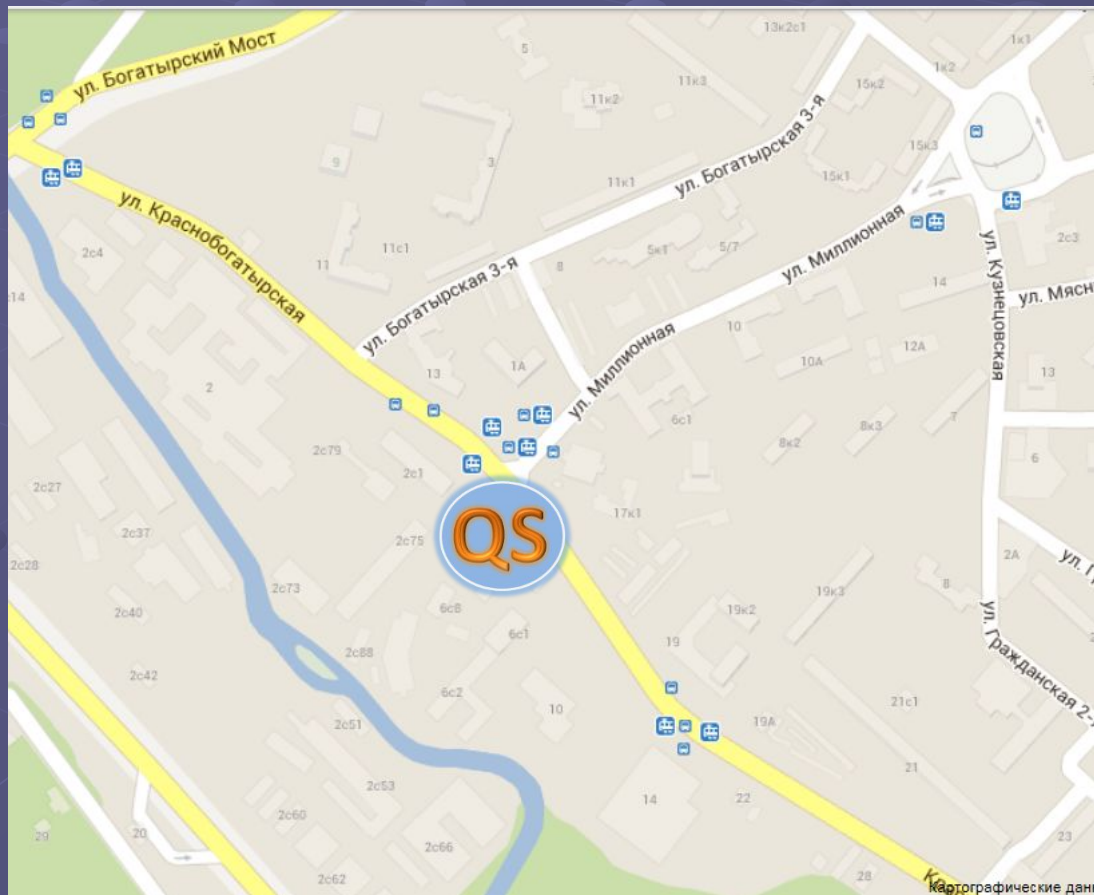 13к2с1
1к1
5
ул. Богатырский Мост
11к3
1к2
15к2
11к2
15к3
3
9
11к1
ул. Богатырская 3-я
15к1
ул. Краснобогатырская
2с4
11с1
5к1
5/7
ул. Миллионная
ул. Кузнецовская
2с3
11
ул. Богатырская 3-я
8
14
ул. Мясн
ул. Миллионная
10
12А
13
1А
10А
13
2
6с1
7
8к3
8к2
2с79
2с1
6
2с27
17к1
QS
2с37
2с75
2А
ул. Г
2с28
2с73
19к3
8
2с40
6с8
19к2
6с1
19
ул. Гражданская 2-
2с88
2с42
6с2
10
21с1
2с51
19А
21
2с53
14
22
2с60
29
20
2с66
23
2с62
28
Картографические данн